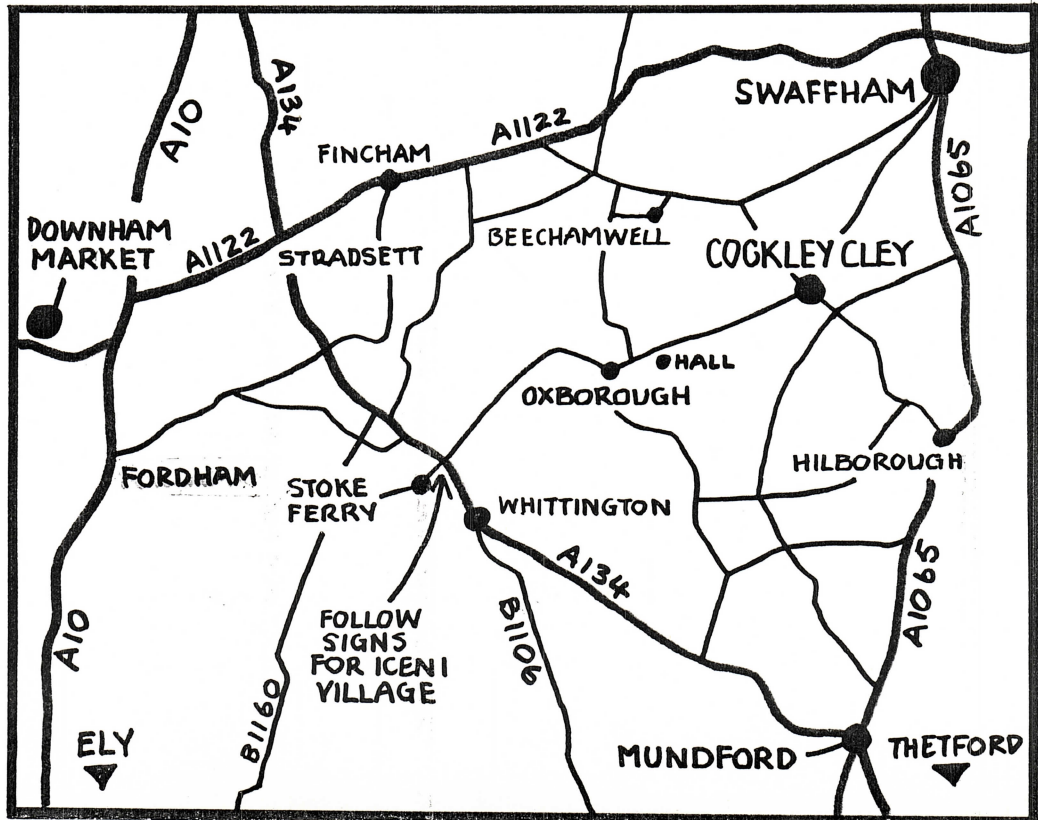 A10
A134
SWAFFHAM
A1122
FINCHAM
A1065
DOWNHAM
MARKET
A1122
STRADSETT
BEECHAMWELL
COCKLEY CLEY
HALL
OXBOROUGH
FORDHAM
STOKE
FERRY
HILBOROUGH
WHITTINGTON
A134
A1065
A10
FOLLOW
SIGNS
FOR ICENI
VILLAGE
B1106
B1160
ELY
MUNDFORD
THETFORD